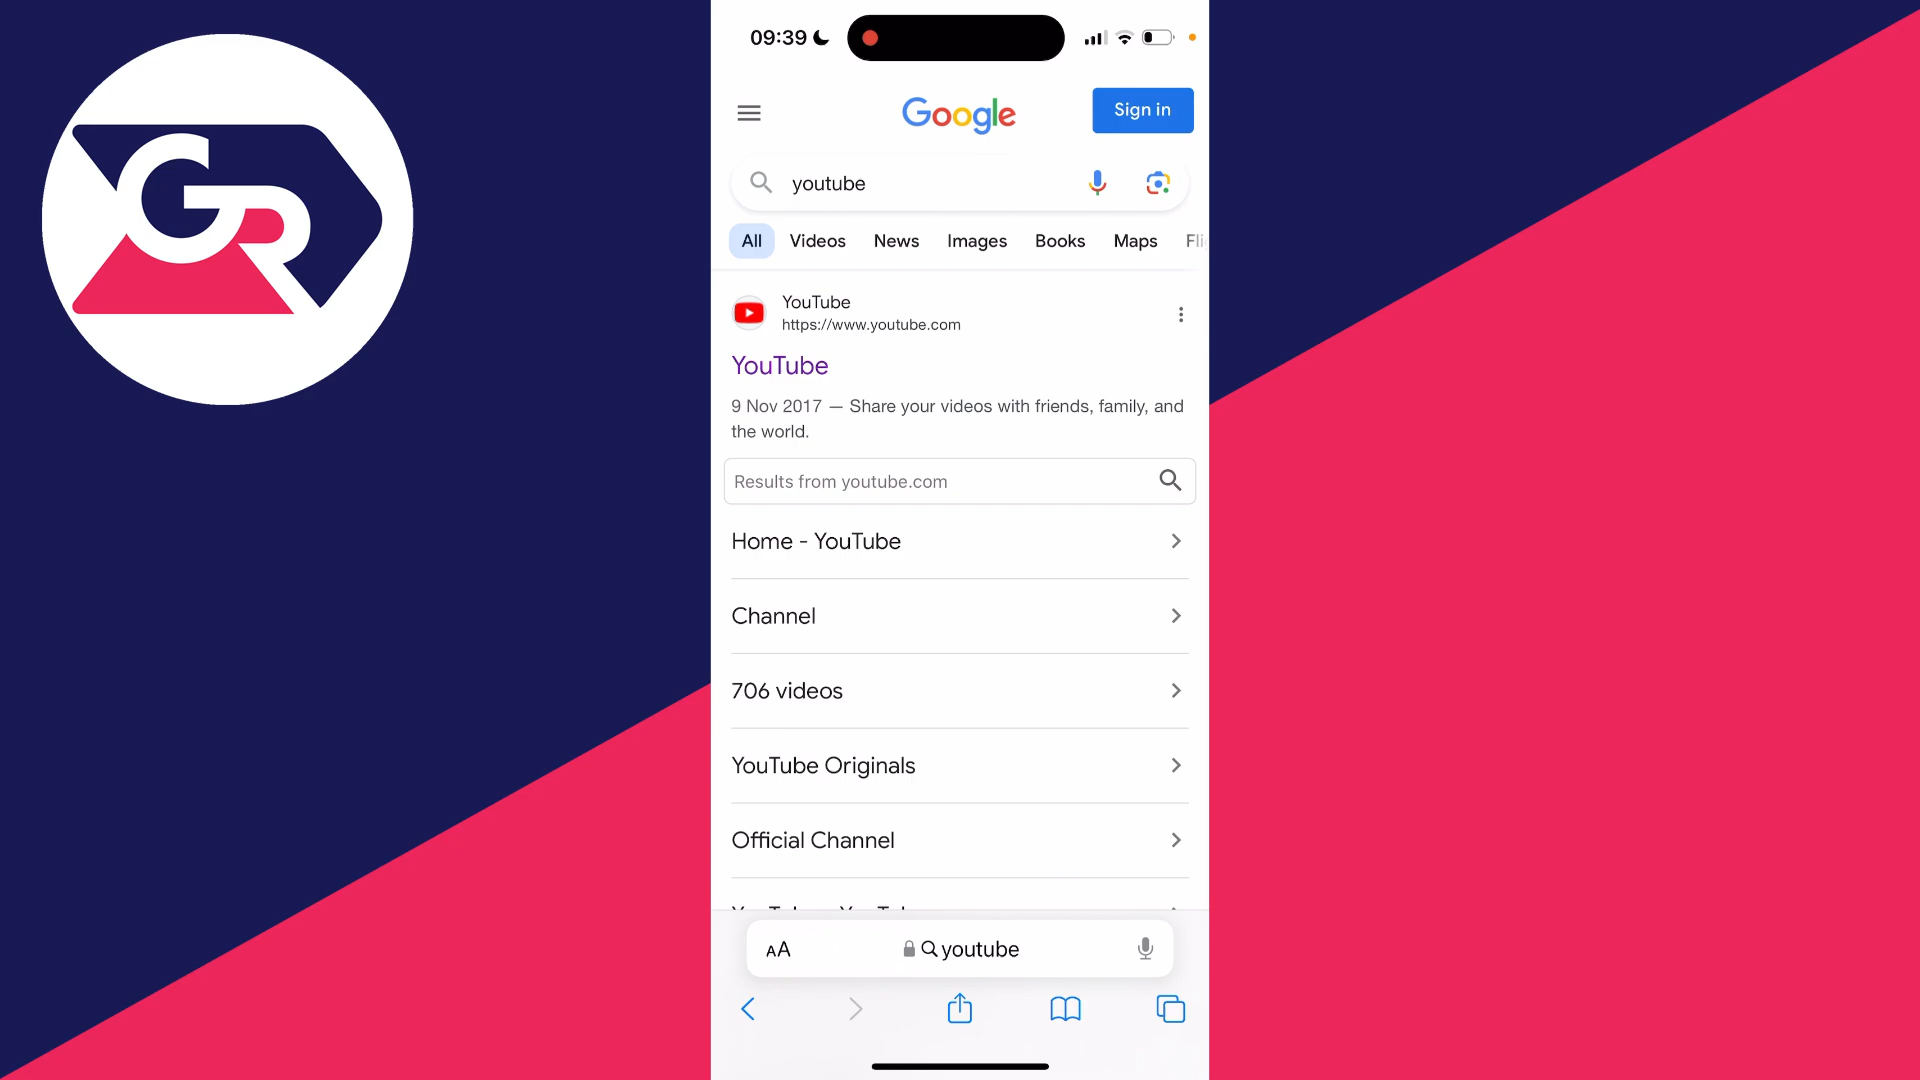 GR
09:39
Google
Sign in
youtube
All Videos News Images Books Maps
YouTube
https://www.youtube.com
YouTube
9 Nov 2017 — Share your videos with friends, family, and
the world.
Results from youtube.com
Home - YouTube
Channel
706 videos
YouTube Originals
Official Channel
AA youtube